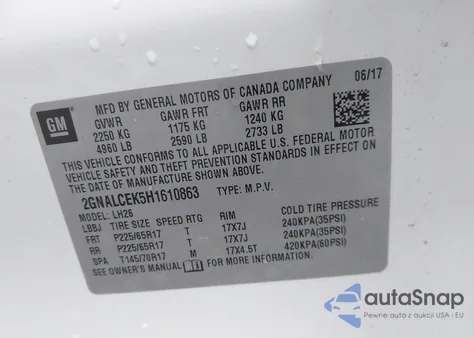 GM
MFD BY GENERAL MOTORS OF CANADA COMPANY 06/17
GVWR GAWR FRT GAWR RR
2250 KG 1175 KG 1240 KG
4960 LB 2590 LB 2733 LB
THIS VEHICLE CONFORMS TO ALL APPLICABLE U.S. FEDERAL MOTOR
VEHICLE SAFETY AND THEFT PREVENTION STANDARDS IN EFFECT ON
THE DATE OF MANUFACTURE SHOWN ABOVE.
2GNALCEK5H1610863 TYPE: M.P.V.
MODEL: LH26
LBBJ TIRE SIZE SPEED RTG RIM COLD TIRE PRESSURE
FRT P225/65R17 T 17X7J 240KPA(35PSI)
RR P225/65R17 T 17X7J 240KPA(35PSI)
SPA T145/70R17 M 17X4.5T 420KPA(60PSI)
SEE OWNER'S MANUAL FOR MORE INFORMATION.
autoSnap
Pewne auta z aukcji USA i EU